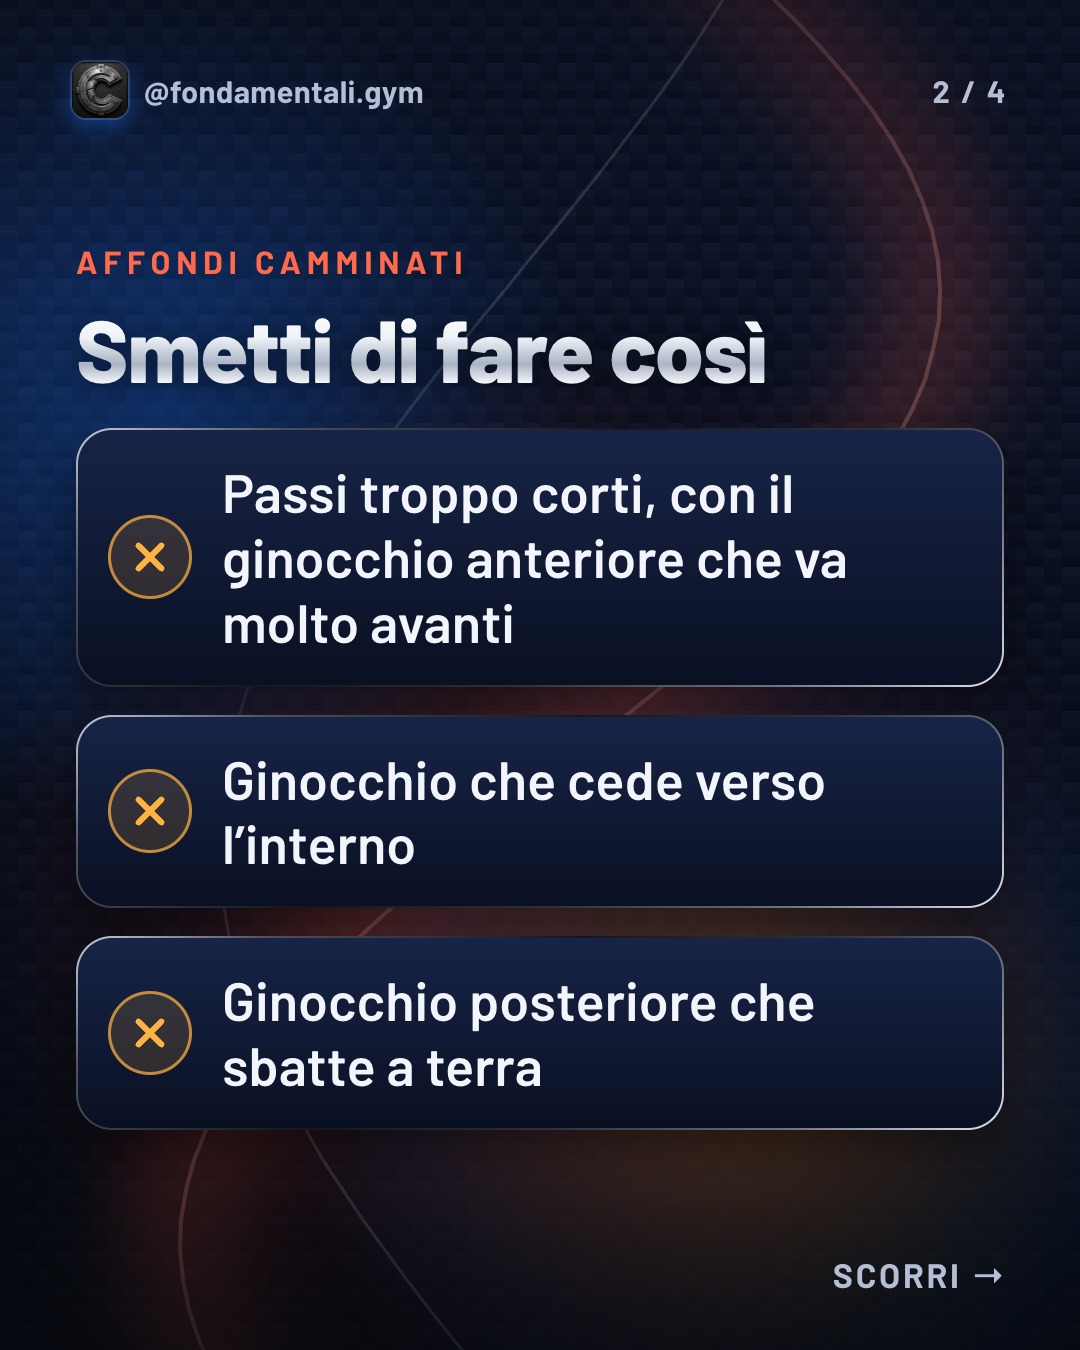 @fondamentali.gym
2 / 4
AFFONDI CAMMINATI
Smetti di fare così
Passi troppo corti, con il
ginocchio anteriore che va
molto avanti
Ginocchio che cede verso
l’interno
Ginocchio posteriore che
sbatte a terra
SCORRI →